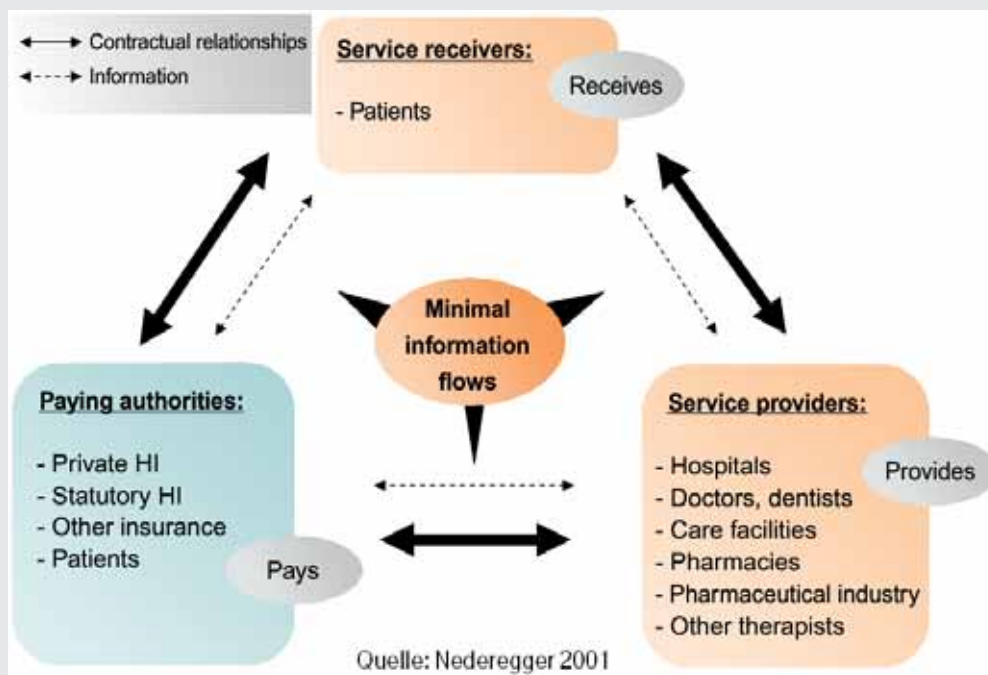 Contractual relationships
Information
Service receivers:
- Patients
Receives
Minimal
information
flows
Paying authorities:
- Private HI
- Statutory HI
- Other insurance
- Patients
Pays
Service providers:
- Hospitals
- Doctors, dentists
- Care facilities
- Pharmacies
- Pharmaceutical industry
- Other therapists
Provides
Quelle: Nederegger 2001